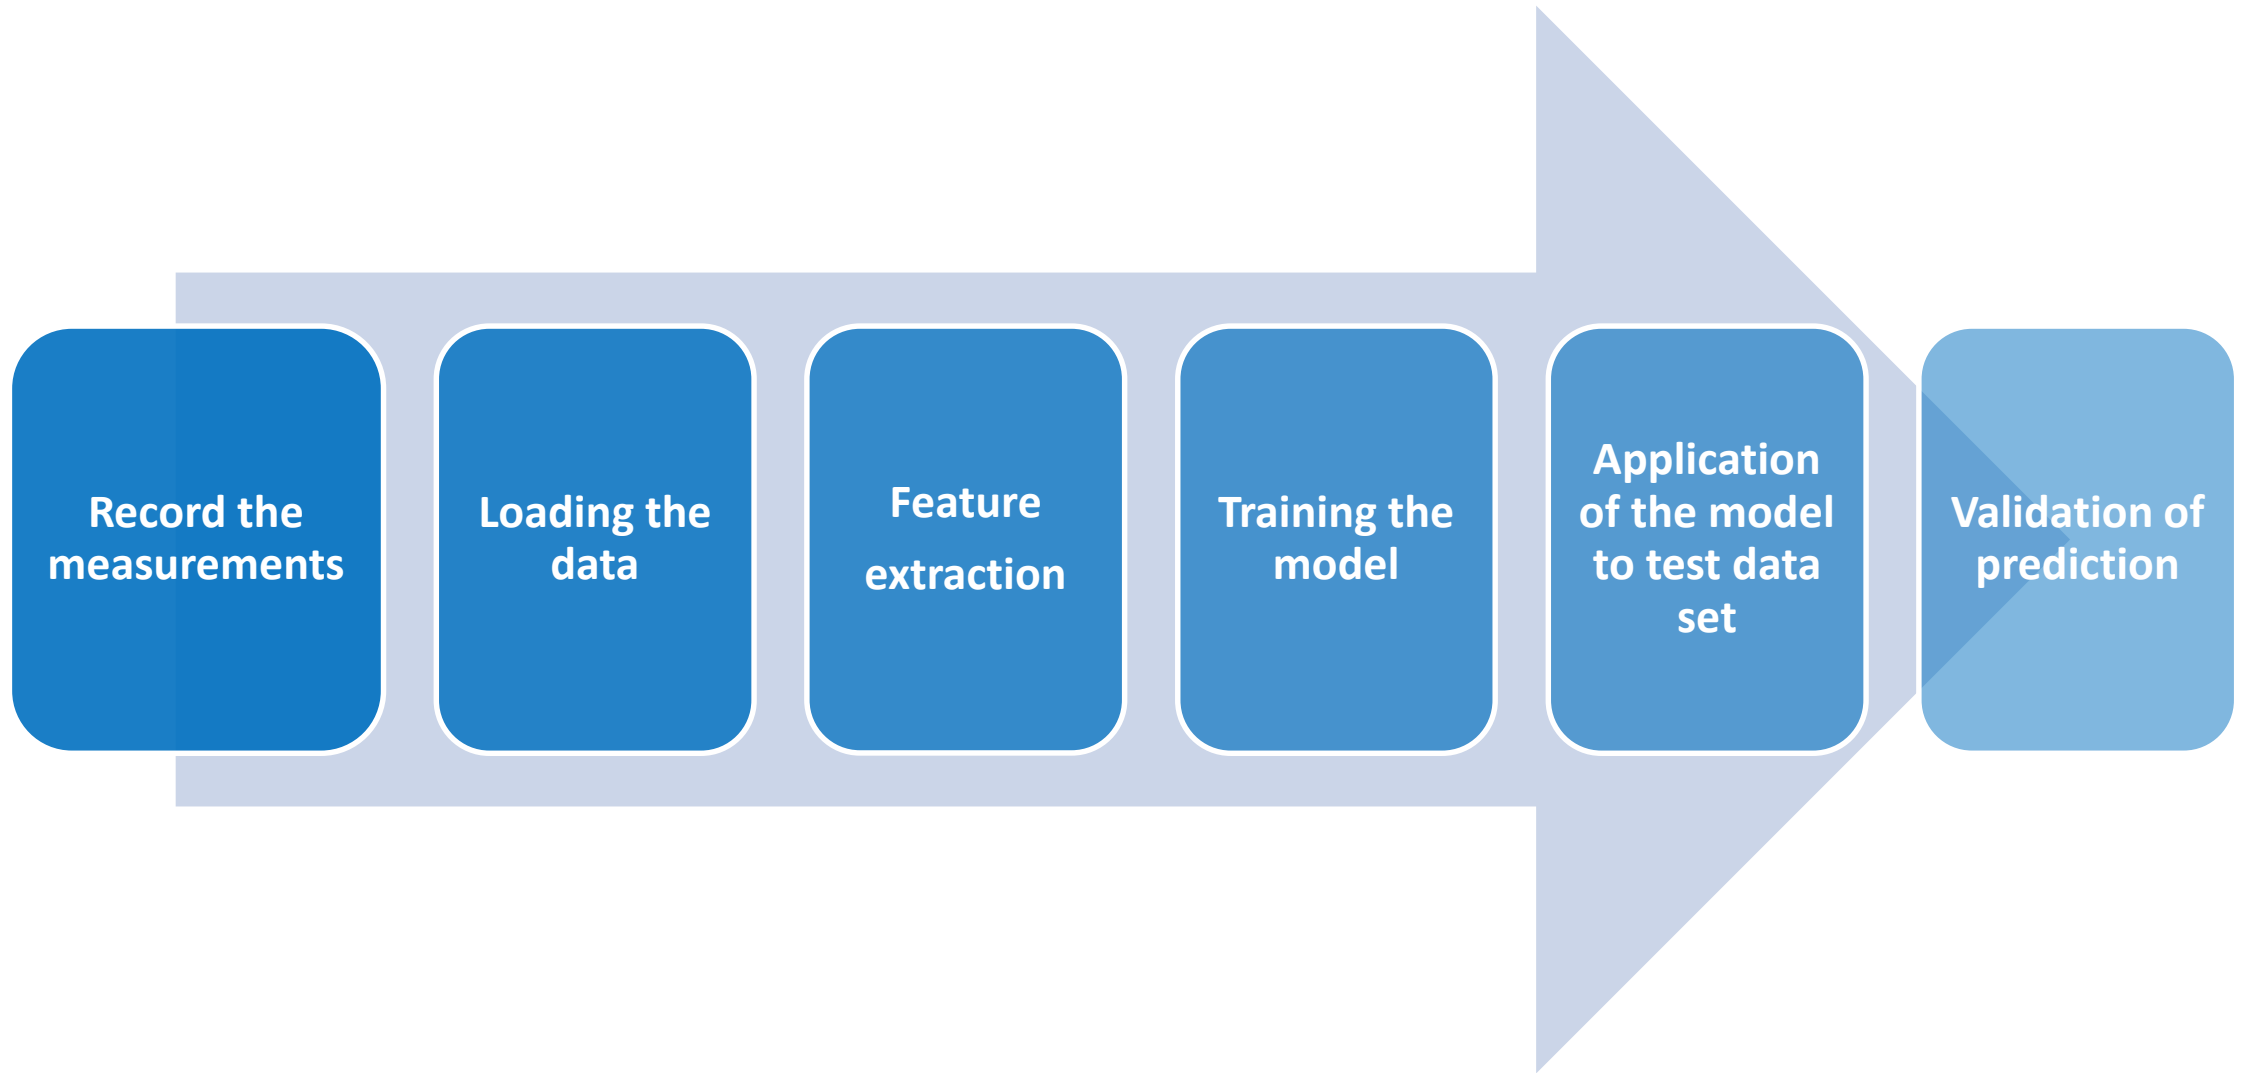 Record the
measurements
Loading the
data
Feature
extraction
Training the
model
Application
of the model
to test data
set
Validation of
prediction